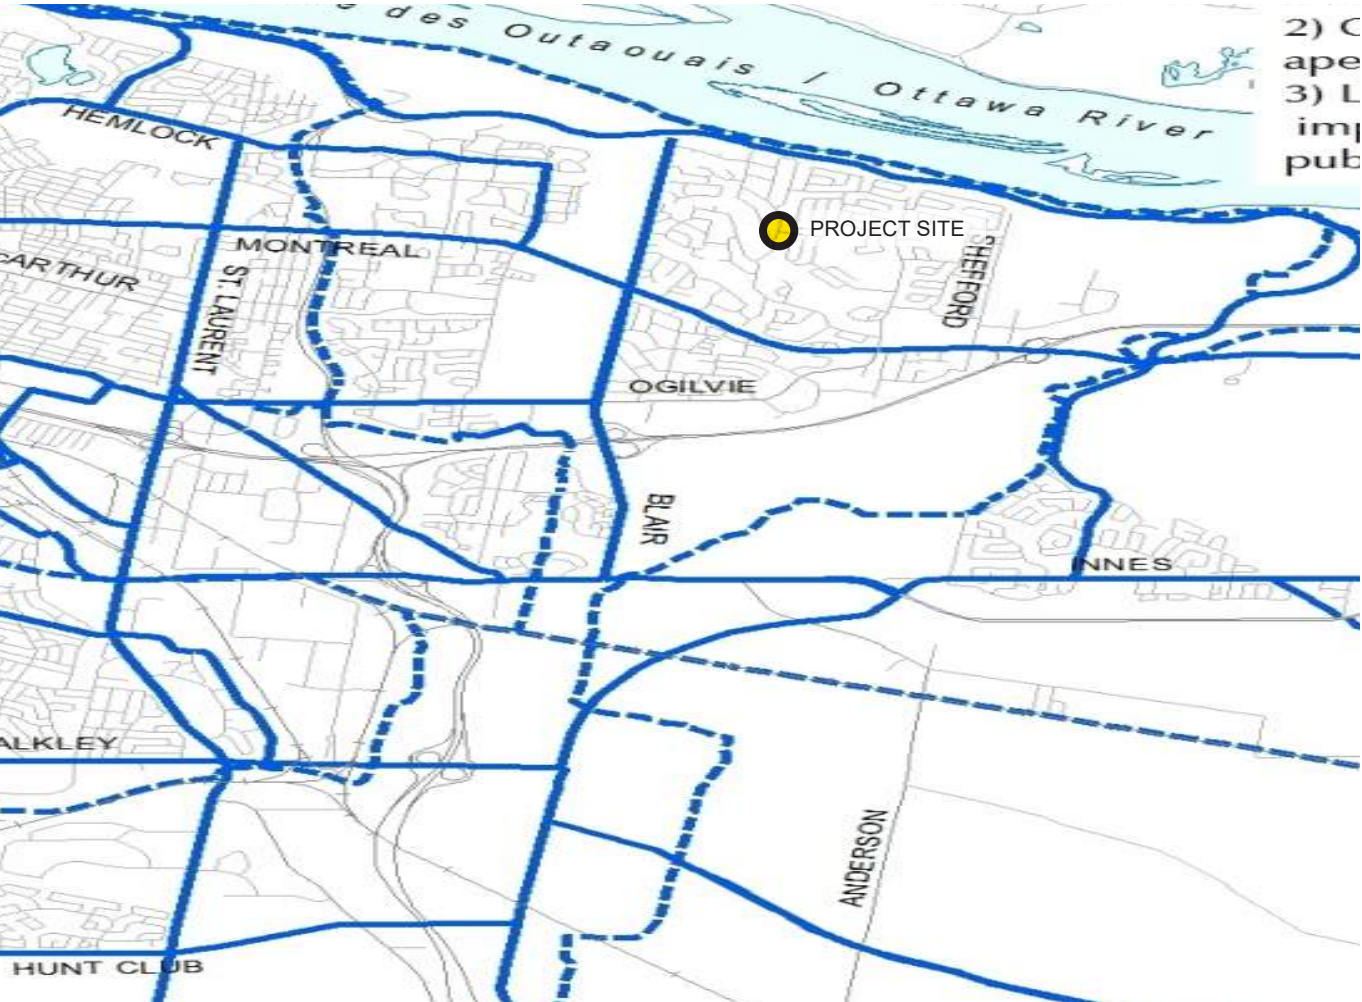 des Outaouais / Ottawa River
2) C
ape
3) L
imp
pub
HEMLOCK
PROJECT SITE
MONTREAL
SHEFFORD
ST. LAURENT
OGILVIE
BLAIR
INNES
ALKLEY
ANDERSON
HUNT CLUB